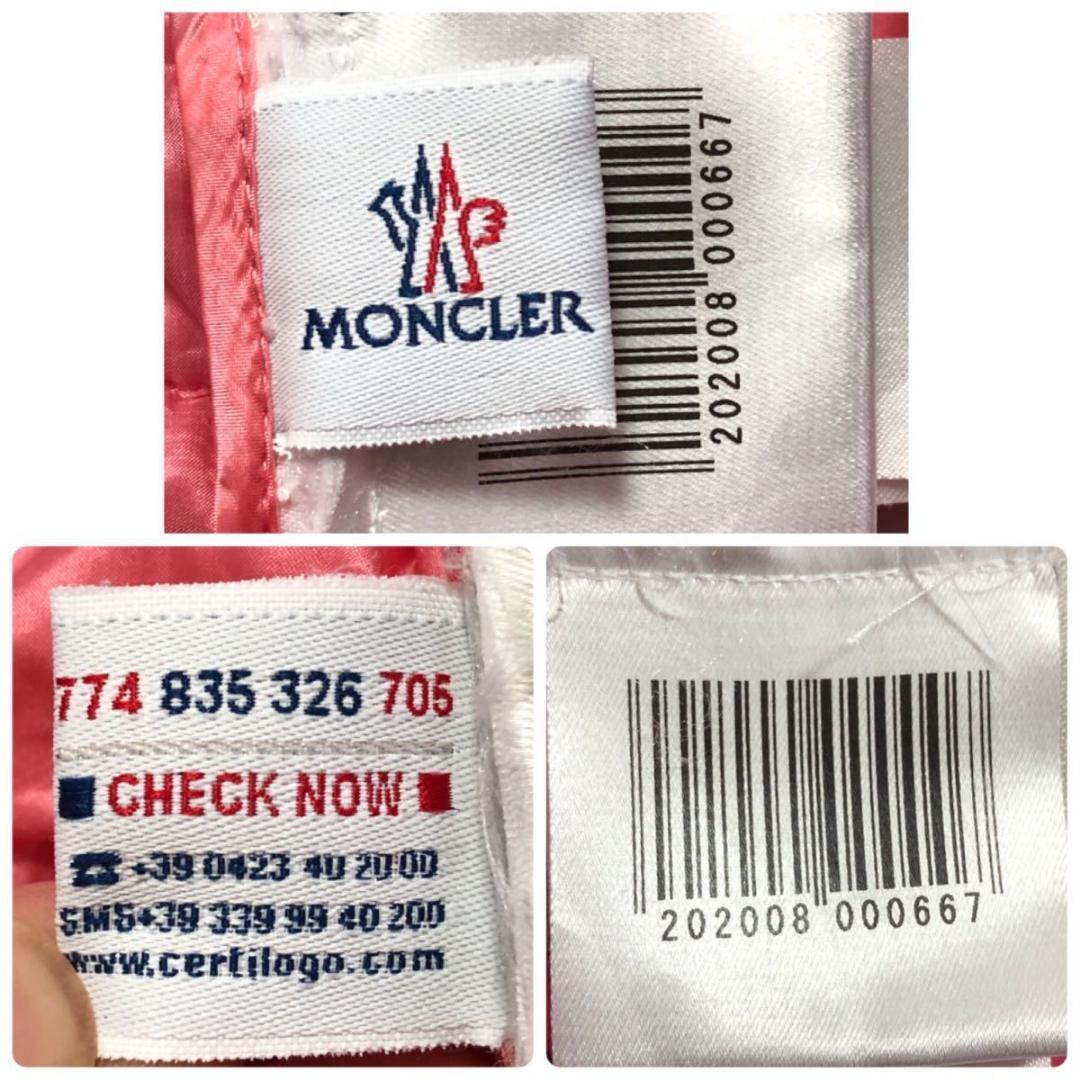 MONCLER
202008 000667
774 835 326 705
CHECK NOW
☎ +39 0423 40 20 00
SMS+39 339 99 40 200
www.certilogo.com
202008 000667